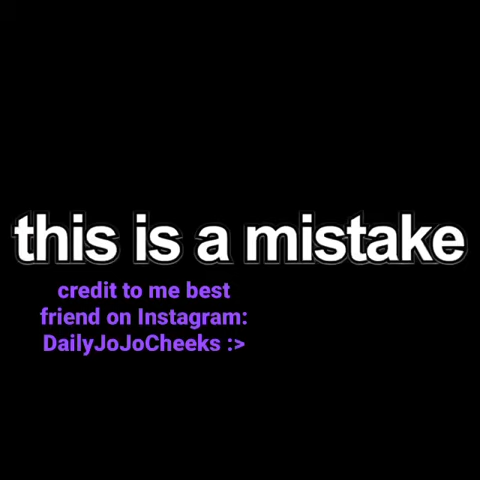 this is a mistake
credit to me best
friend on Instagram:
DailyJoJoCheeks :>